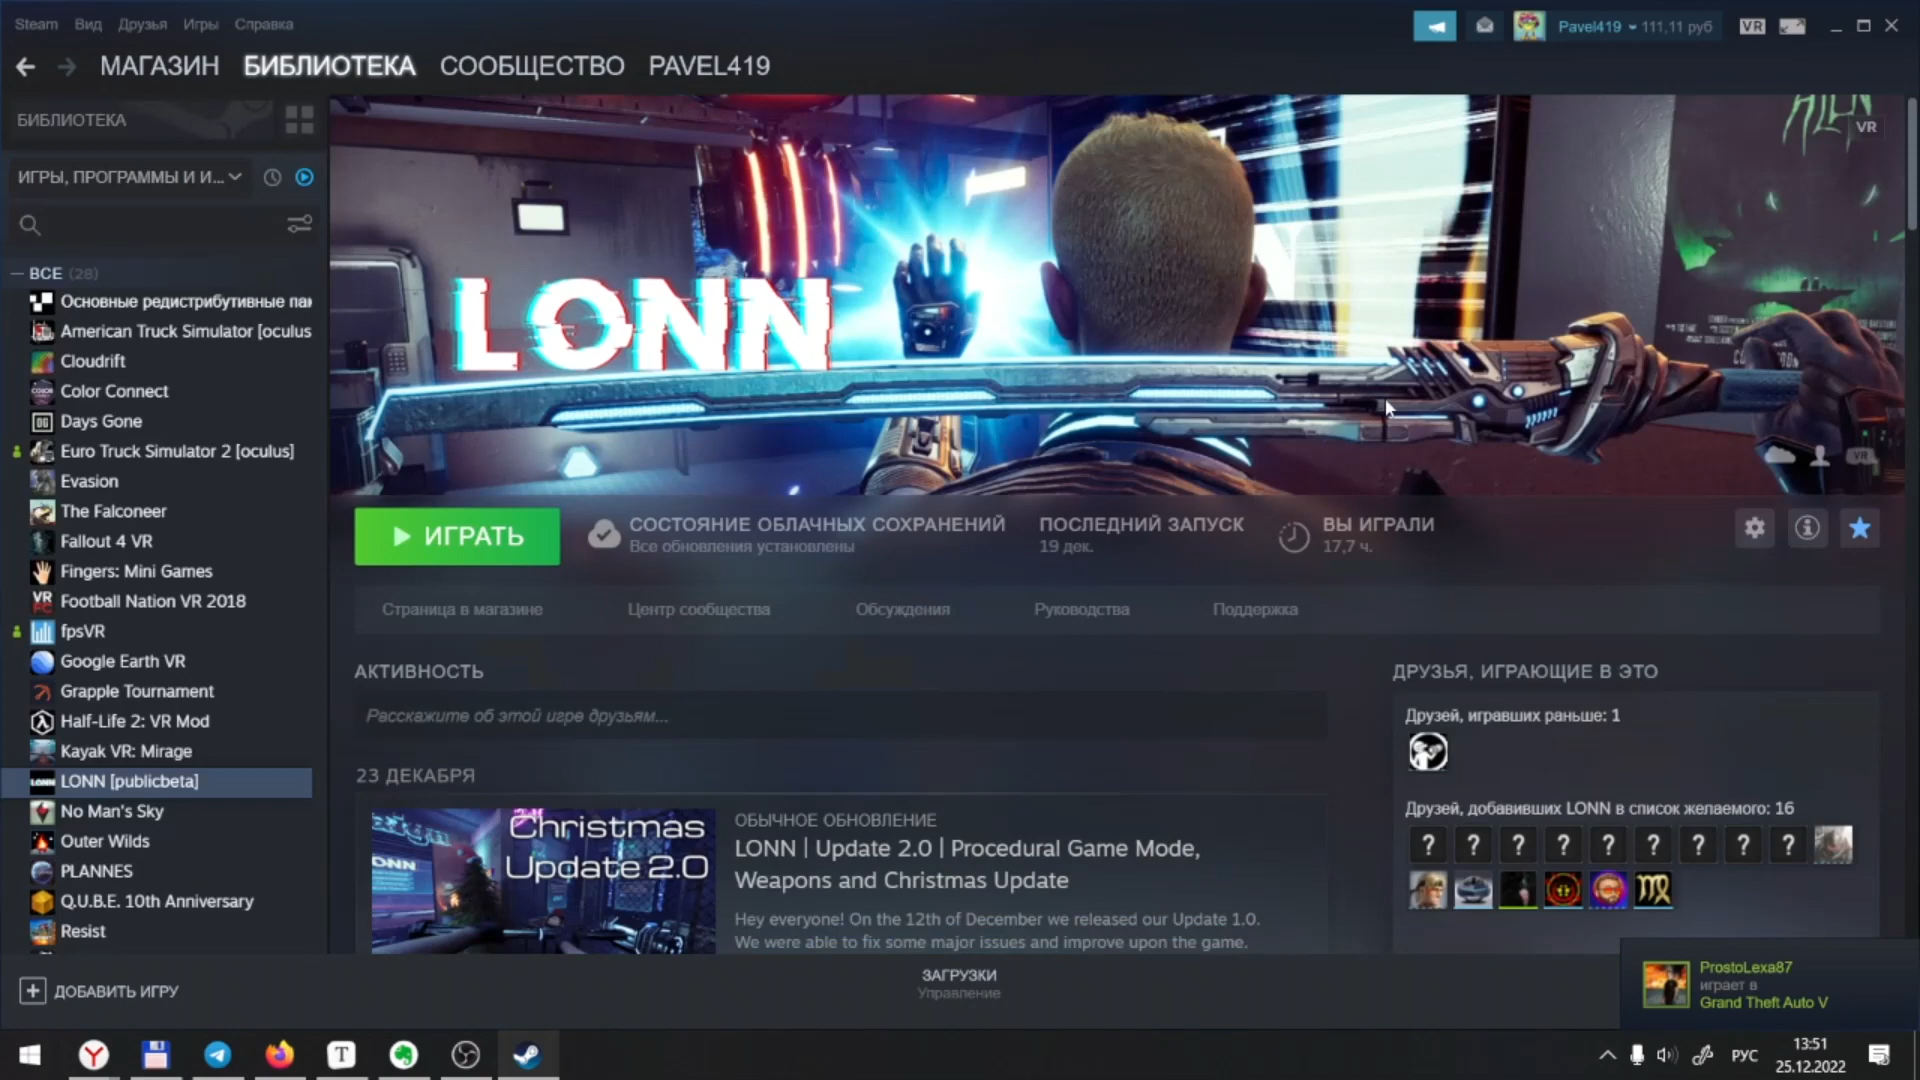 Steam Вид Друзья Игры Справка
Pavel419 111,11 руб
VR
МАГАЗИН БИБЛИОТЕКА СООБЩЕСТВО PAVEL419
БИБЛИОТЕКА
ИГРЫ, ПРОГРАММЫ И И...
ВСЕ (28)
Основные редистрибутивные пак
American Truck Simulator [oculus
Cloudrift
Color Connect
Days Gone
Euro Truck Simulator 2 [oculus]
Evasion
The Falconeer
Fallout 4 VR
Fingers: Mini Games
Football Nation VR 2018
fpsVR
Google Earth VR
Grapple Tournament
Half-Life 2: VR Mod
Kayak VR: Mirage
LONN [publicbeta]
No Man's Sky
Outer Wilds
PLANNES
Q.U.B.E. 10th Anniversary
Resist
ДОБАВИТЬ ИГРУ
VR
LONN
VR
ИГРАТЬ
СОСТОЯНИЕ ОБЛАЧНЫХ СОХРАНЕНИЙ
Все обновления установлены
ПОСЛЕДНИЙ ЗАПУСК
19 дек.
ВЫ ИГРАЛИ
17,7 ч.
Страница в магазине Центр сообщества Обсуждения Руководства Поддержка
АКТИВНОСТЬ
Расскажите об этой игре друзьям...
23 ДЕКАБРЯ
Christmas
Update 2.0
ОБЫЧНОЕ ОБНОВЛЕНИЕ
LONN | Update 2.0 | Procedural Game Mode,
Weapons and Christmas Update
Hey everyone! On the 12th of December we released our Update 1.0.
We were able to fix some major issues and improve upon the game.
ДРУЗЬЯ, ИГРАЮЩИЕ В ЭТО
Друзей, игравших раньше: 1
Друзей, добавивших LONN в список желаемого: 16
? ? ? ? ? ? ? ? ?
ЗАГРУЗКИ
Управление
ProstoLexa87
играет в
Grand Theft Auto V
РУС
13:51
25.12.2022